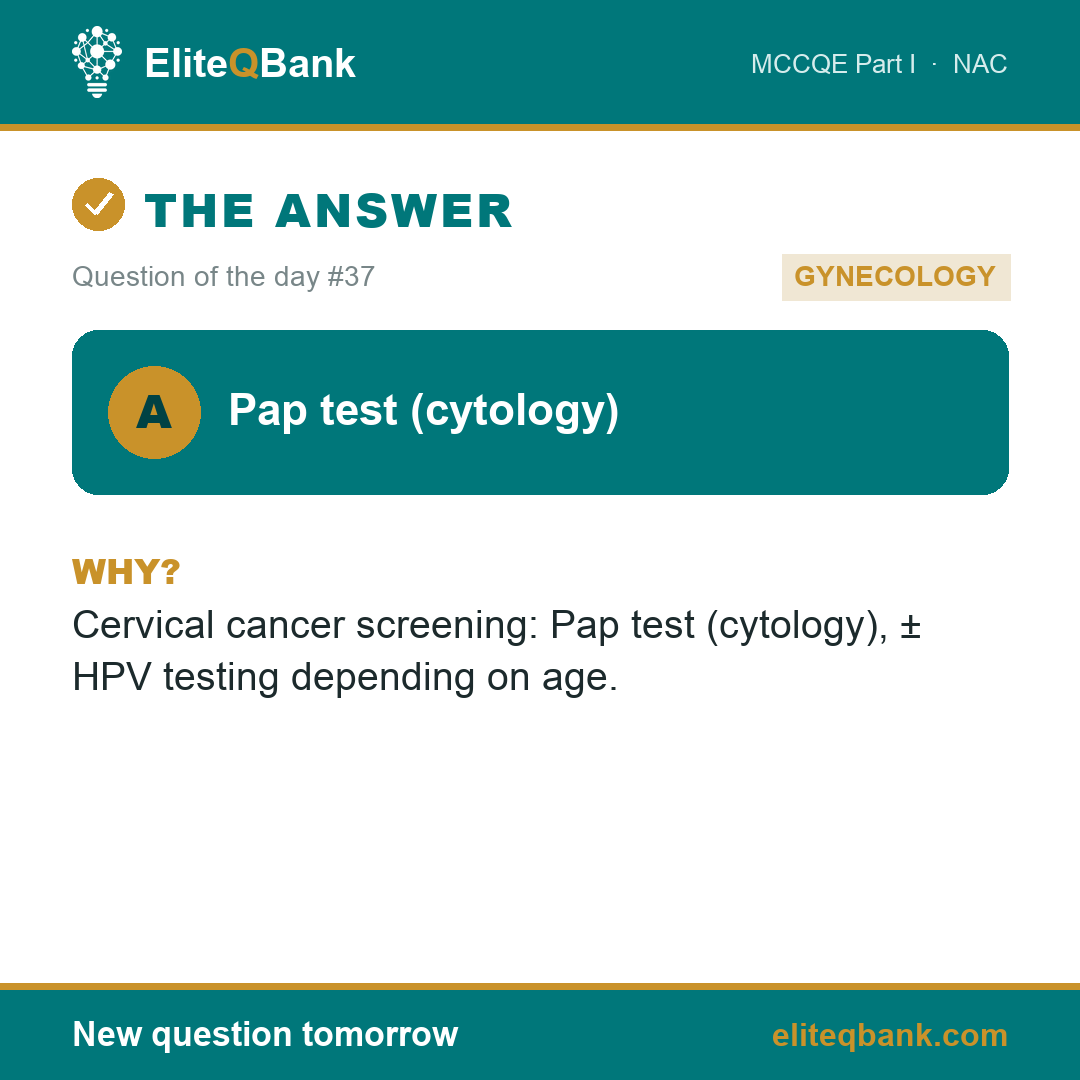 EliteQBank
MCCQE Part I · NAC
THE ANSWER
Question of the day #37
GYNECOLOGY
A
Pap test (cytology)
WHY?
Cervical cancer screening: Pap test (cytology), ±
HPV testing depending on age.
New question tomorrow
eliteqbank.com